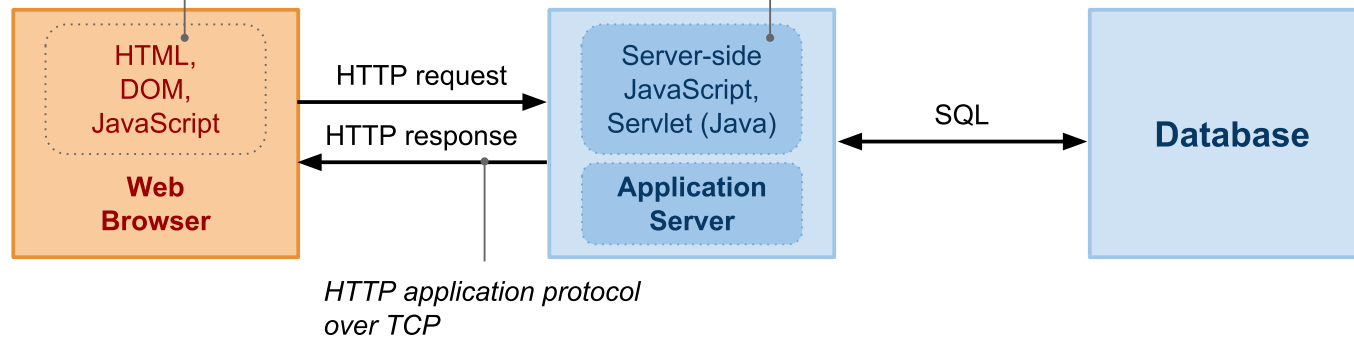 HTML,
DOM,
JavaScript
Web
Browser
HTTP request
HTTP response
HTTP application protocol
over TCP
Server-side
JavaScript,
Servlet (Java)
Application
Server
SQL
Database